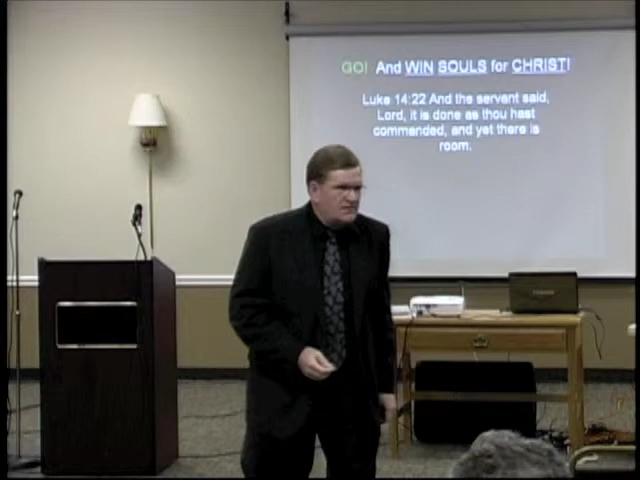 GO! And WIN SOULS for CHRIST!
Luke 14:22 And the servant said,
Lord, it is done as thou hast
commanded, and yet there is
room.